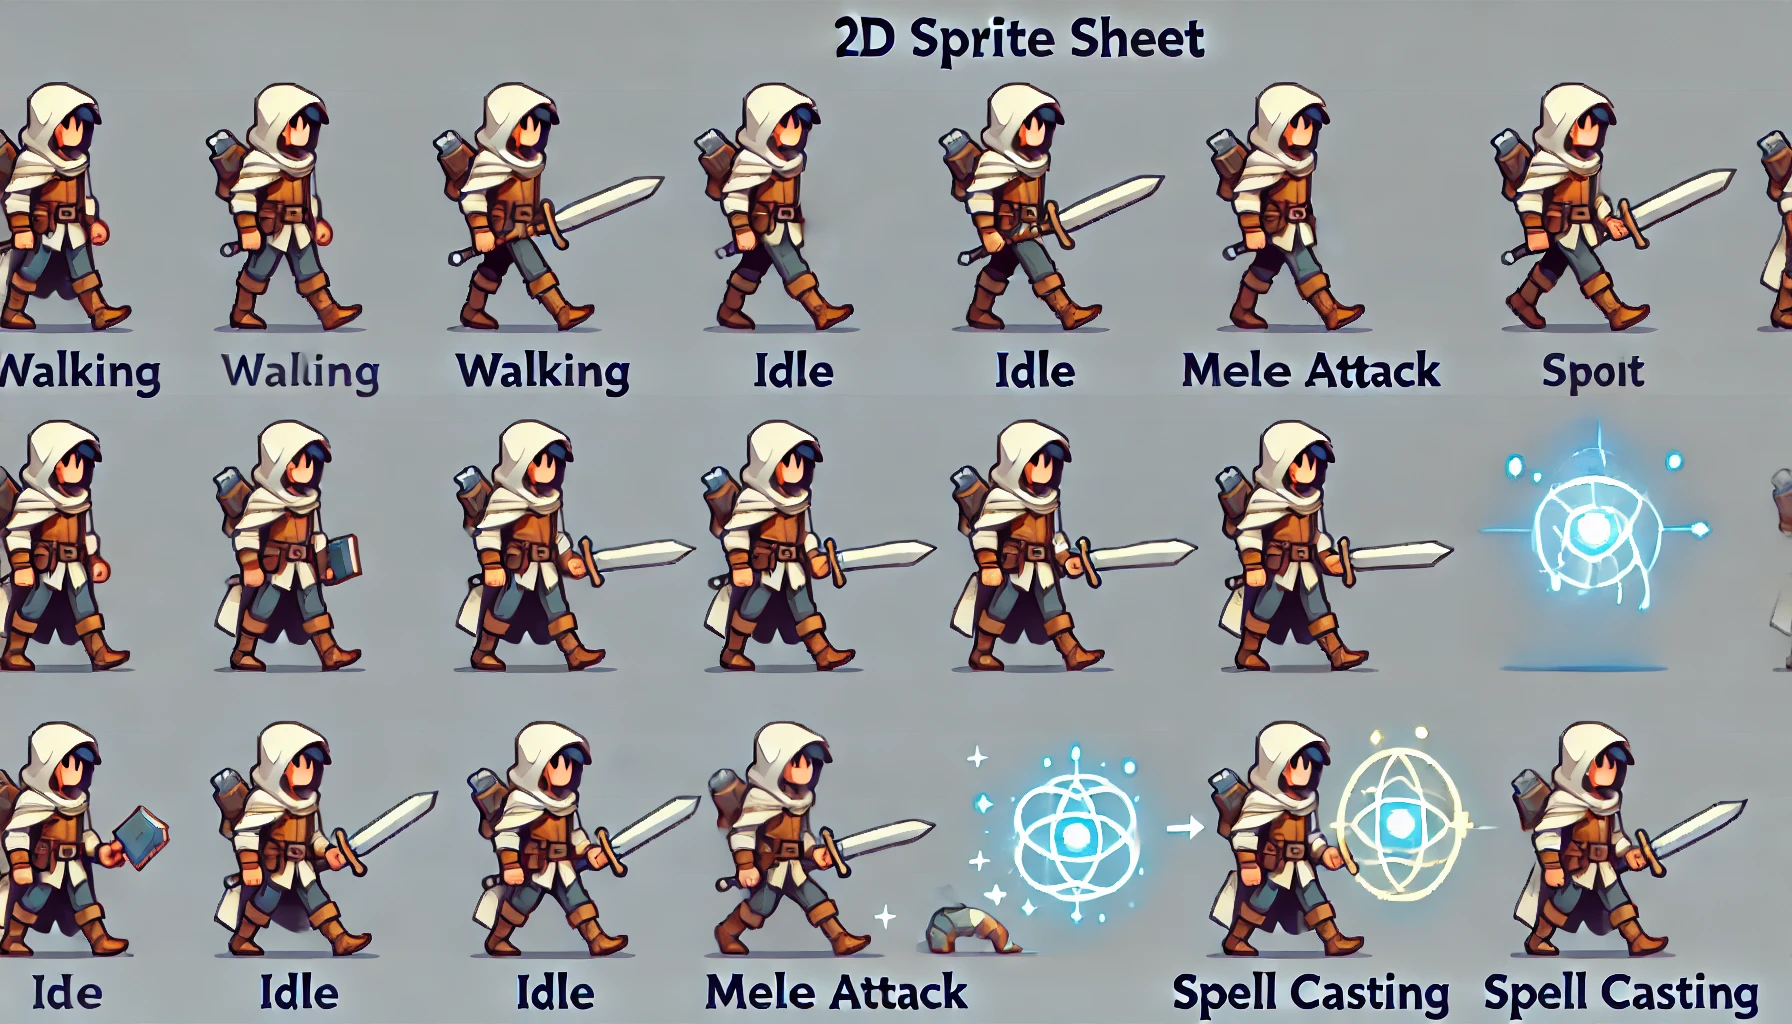 2D Sprite Sheet
Walking Walling Walking Idle Idle Mele Attack Spoit
Ide Idle Idle Mele Attack Spell Casting Spell Casting